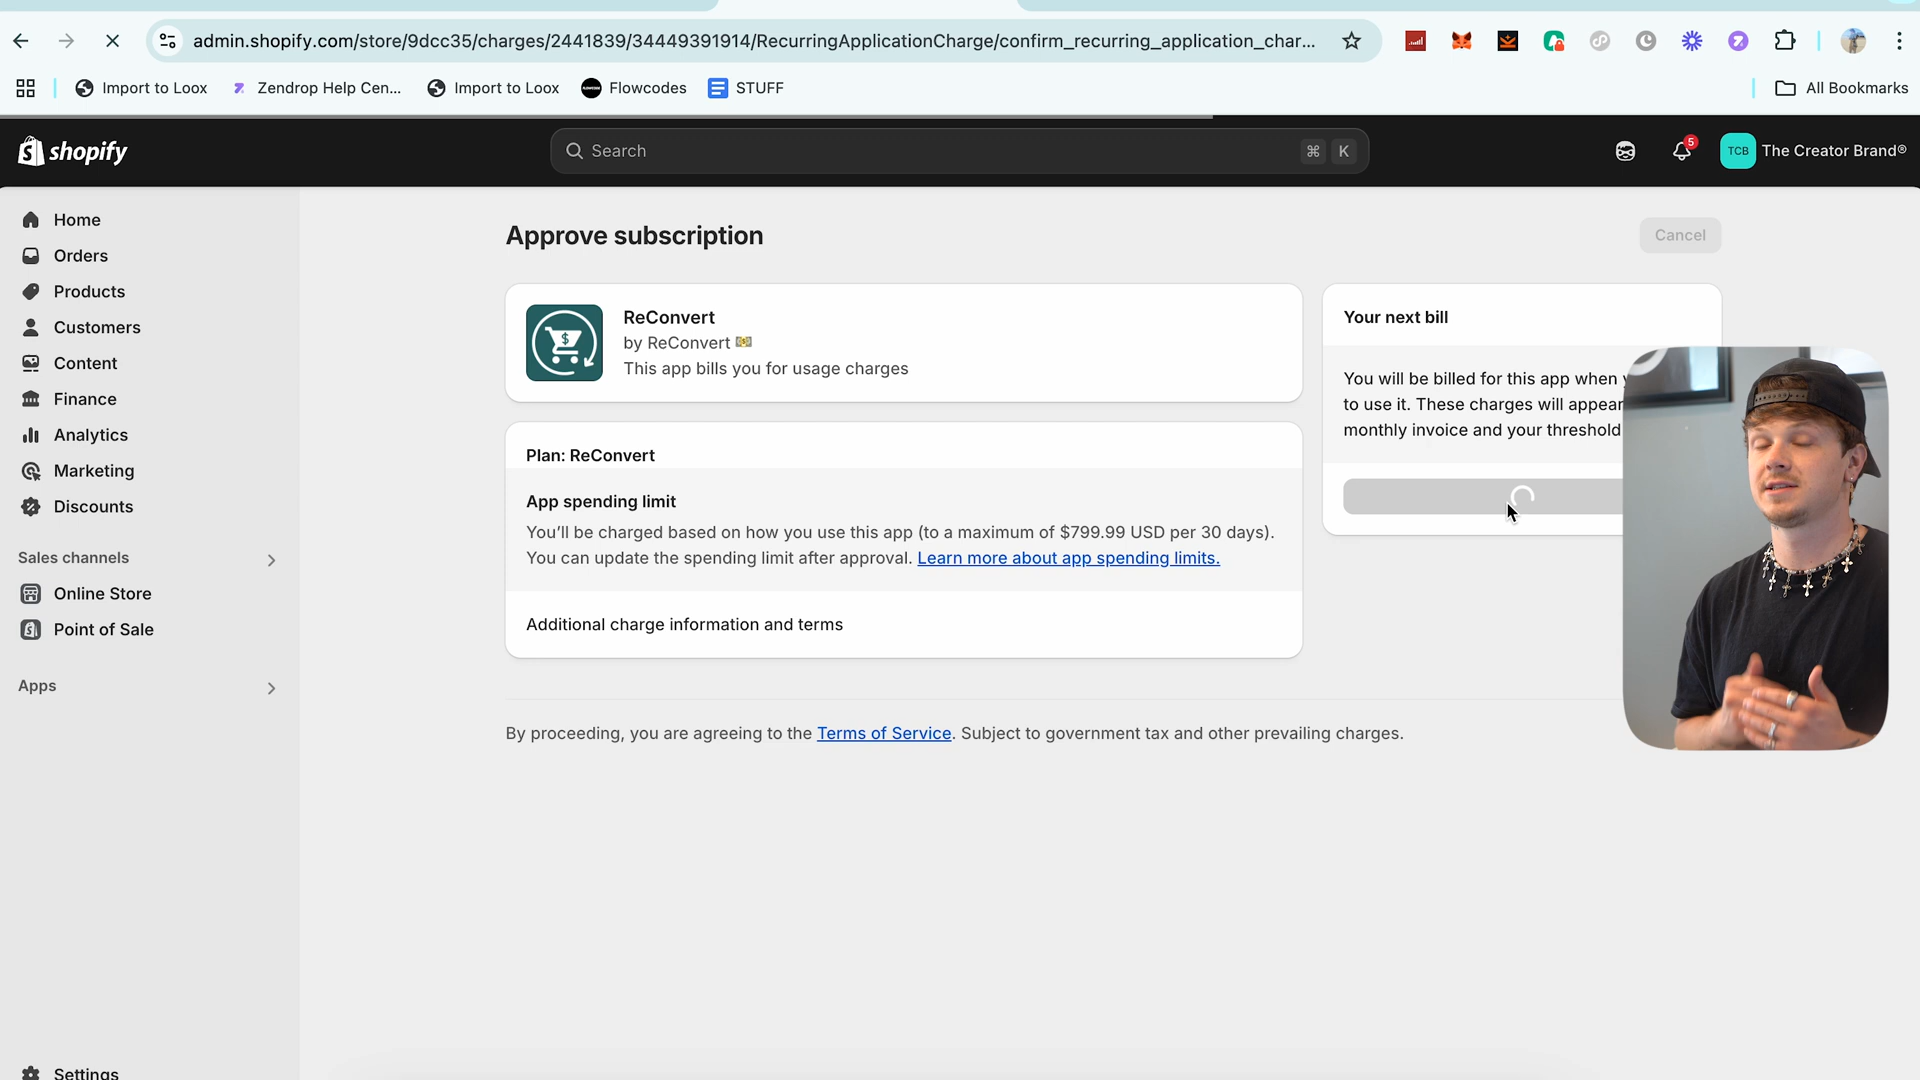 admin.shopify.com/store/9dcc35/charges/2441839/34449391914/RecurringApplicationCharge/confirm_recurring_application_char...
Import to Loox
Zendrop Help Cen...
Import to Loox
Flowcodes
STUFF
All Bookmarks
shopify
Search
⌘ K
5
TCB
The Creator Brand®
Home
Orders
Products
Customers
Content
Finance
Analytics
Marketing
Discounts
Sales channels
Online Store
Point of Sale
Apps
Settings
Approve subscription
Cancel
ReConvert
by ReConvert 💵
This app bills you for usage charges
Plan: ReConvert
App spending limit
You’ll be charged based on how you use this app (to a maximum of $799.99 USD per 30 days).
You can update the spending limit after approval. Learn more about app spending limits.
Additional charge information and terms
Your next bill
You will be billed for this app when
to use it. These charges will appear
monthly invoice and your threshold
By proceeding, you are agreeing to the Terms of Service. Subject to government tax and other prevailing charges.